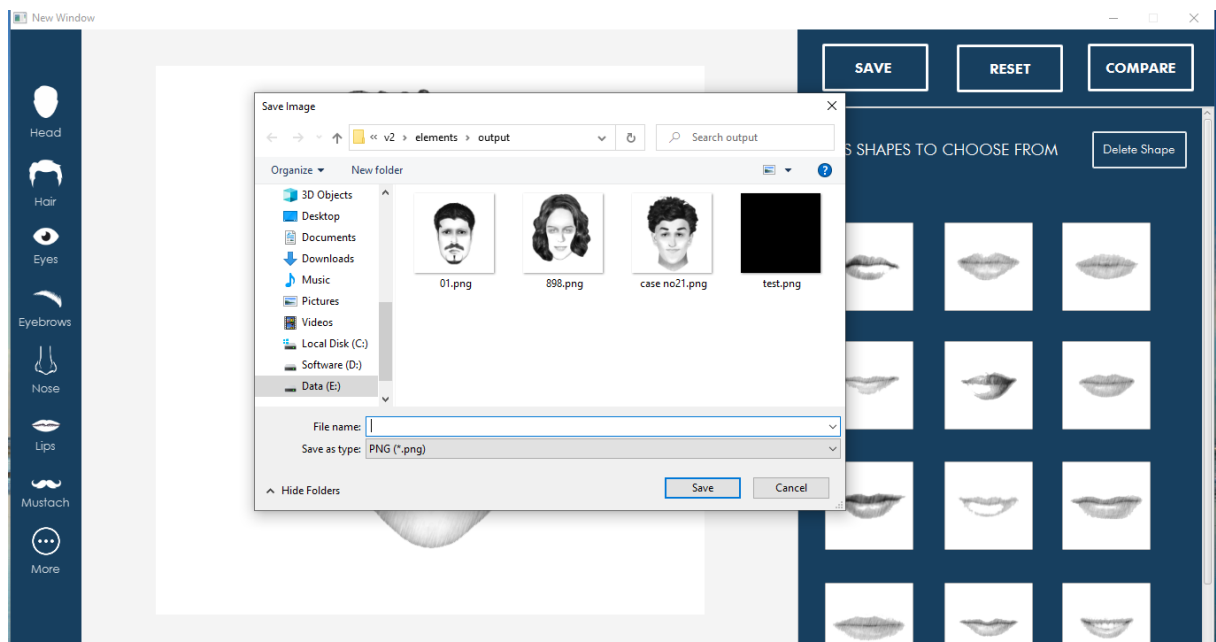 New Window
SAVE
RESET
COMPARE
Head
Hair
Eyes
Eyebrows
Nose
Lips
Mustach
More
Save Image
« v2 › elements › output
Search output
Organize
New folder
3D Objects
Desktop
Documents
Downloads
Music
Pictures
Videos
Local Disk (C:)
Software (D:)
Data (E:)
01.png
898.png
case no21.png
test.png
File name:
Save as type: PNG (*.png)
Hide Folders
Save
Cancel
S SHAPES TO CHOOSE FROM
Delete Shape